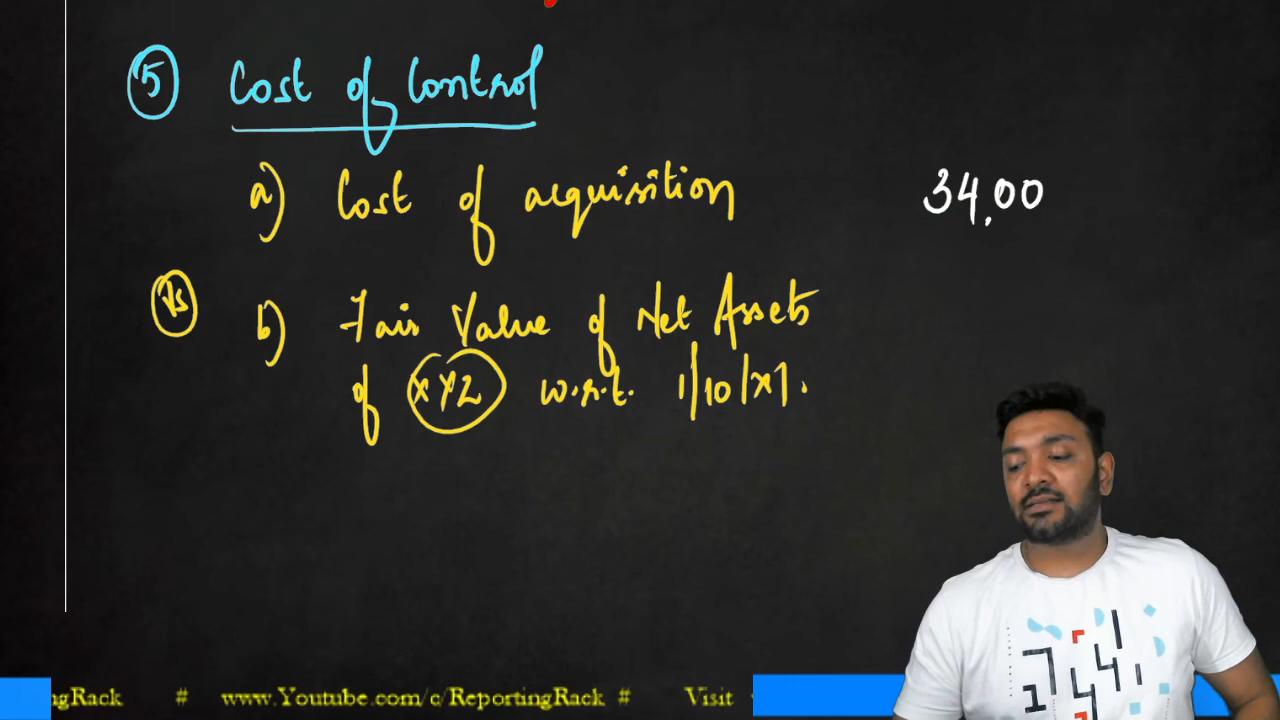 5 Cost of Control
a) Cost of acquisition 34,00
Vs b) Fair Value of Net Assets
of XYZ w.r.t. 1/10/X1.
ngRack # www.Youtube.com/c/ReportingRack # Visit